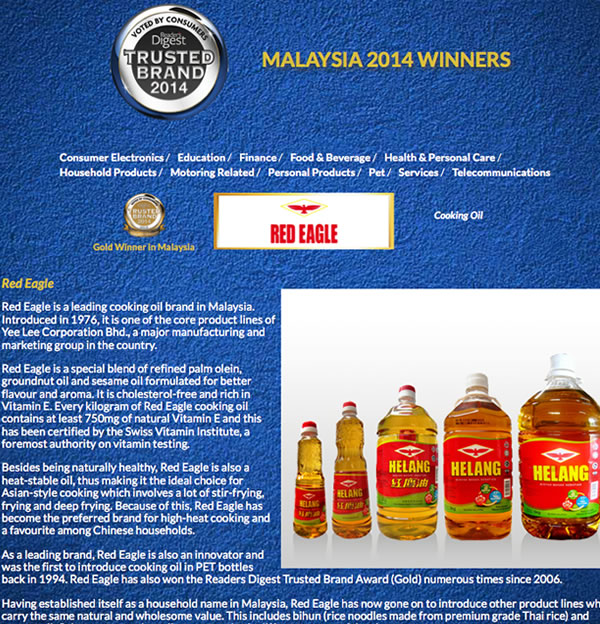 VOTED BY CONSUMERS
Reader's
Digest
TRUSTED
BRAND
2014
MALAYSIA 2014 WINNERS
Consumer Electronics / Education / Finance / Food & Beverage / Health & Personal Care /
Household Products / Motoring Related / Personal Products / Pet / Services / Telecommunications
TRUSTED
BRAND
2014
Gold Winner in Malaysia
RED EAGLE
Cooking Oil
Red Eagle
Red Eagle is a leading cooking oil brand in Malaysia.
Introduced in 1976, it is one of the core product lines of
Yee Lee Corporation Bhd., a major manufacturing and
marketing group in the country.
Red Eagle is a special blend of refined palm olein,
groundnut oil and sesame oil formulated for better
flavour and aroma. It is cholesterol-free and rich in
Vitamin E. Every kilogram of Red Eagle cooking oil
contains at least 750mg of natural Vitamin E and this
has been certified by the Swiss Vitamin Institute, a
foremost authority on vitamin testing.
Besides being naturally healthy, Red Eagle is also a
heat-stable oil, thus making it the ideal choice for
Asian-style cooking which involves a lot of stir-frying,
frying and deep frying. Because of this, Red Eagle has
become the preferred brand for high-heat cooking and
a favourite among Chinese households.
As a leading brand, Red Eagle is also an innovator and
was the first to introduce cooking oil in PET bottles
back in 1994. Red Eagle has also won the Readers Digest Trusted Brand Award (Gold) numerous times since 2006.
Having established itself as a household name in Malaysia, Red Eagle has now gone on to introduce other product lines wh
carry the same natural and wholesome value. This includes bihun (rice noodles made from premium grade Thai rice) and
HELANG
HELANG
HELANG
红鹰油
HELANG
HELANG